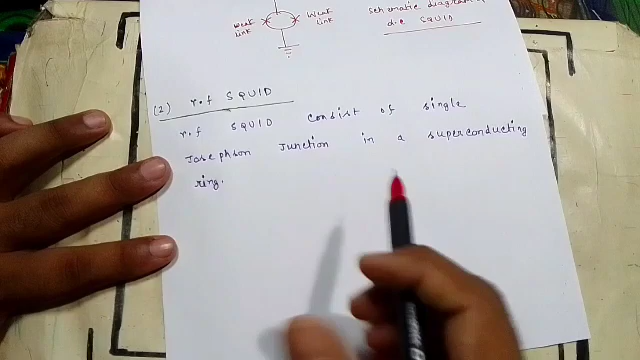 schematic diagram of
d.c SQUID
weak link
Weak link
(2) r.f SQUID
r.f SQUID consist of single
Josephson Junction in a superconducting
ring.